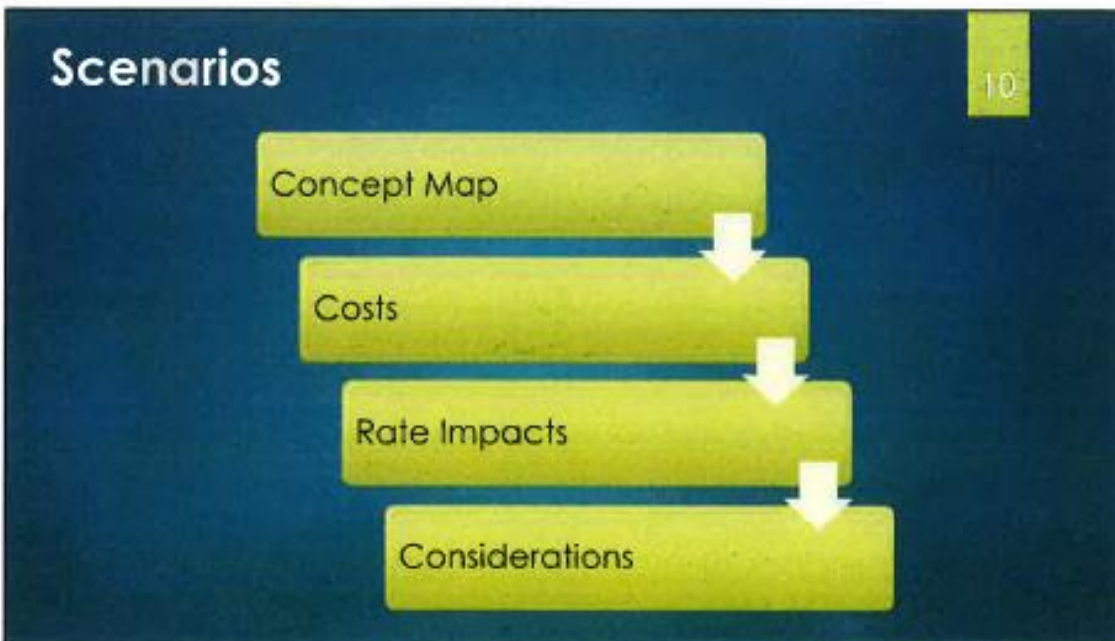 Scenarios
10
Concept Map
Costs
Rate Impacts
Considerations